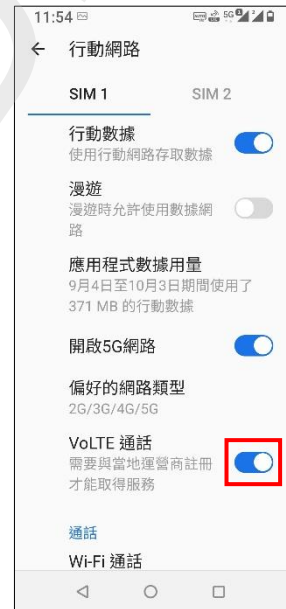 11:54
5G
行動網路
SIM 1
SIM 2
行動數據
使用行動網路存取數據
漫遊
漫遊時允許使用數據網
路
應用程式數據用量
9月4日至10月3日期間使用了
371 MB 的行動數據
開啟5G網路
偏好的網路類型
2G/3G/4G/5G
VoLTE 通話
需要與當地運營商註冊
才能取得服務
通話
Wi-Fi 通話